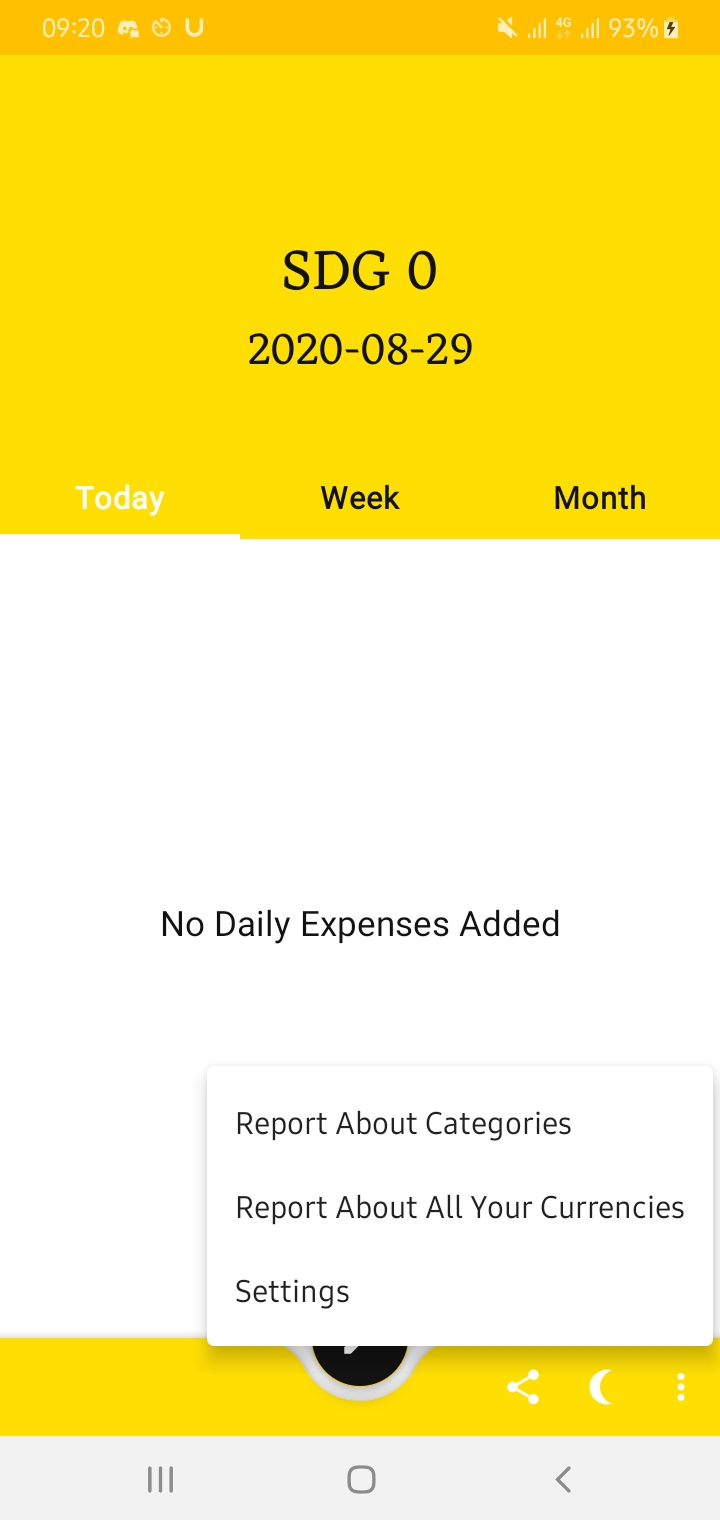 09:20 4G 93%
SDG 0
2020-08-29
Today Week Month
No Daily Expenses Added
Report About Categories
Report About All Your Currencies
Settings